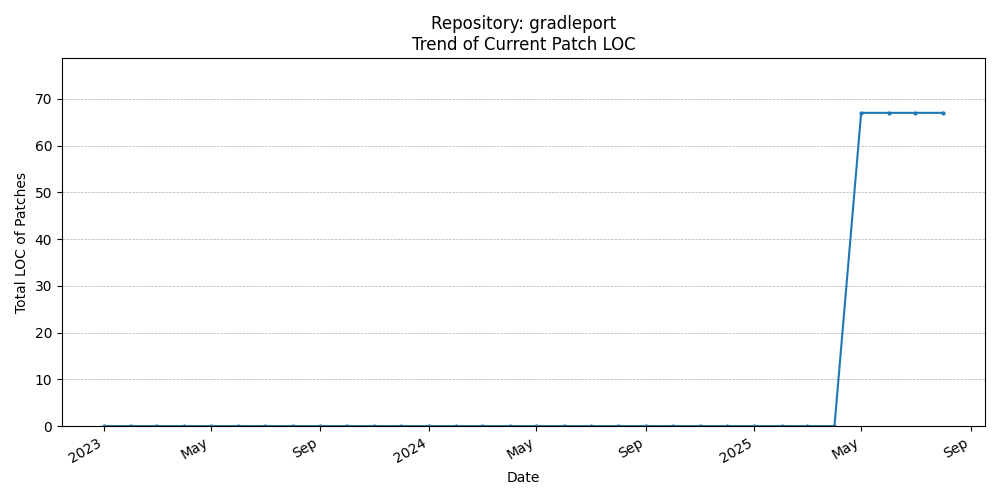 Repository: gradleport
Trend of Current Patch LOC
Total LOC of Patches
70
60
50
40
30
20
10
0
2023
May
Sep
2024
May
Sep
2025
May
Sep
Date